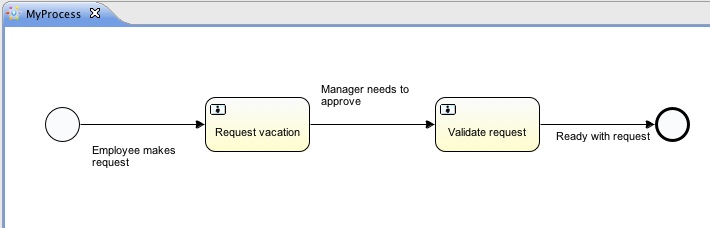 MyProcess
Employee makes
request
Request vacation
Manager needs to
approve
Validate request
Ready with request